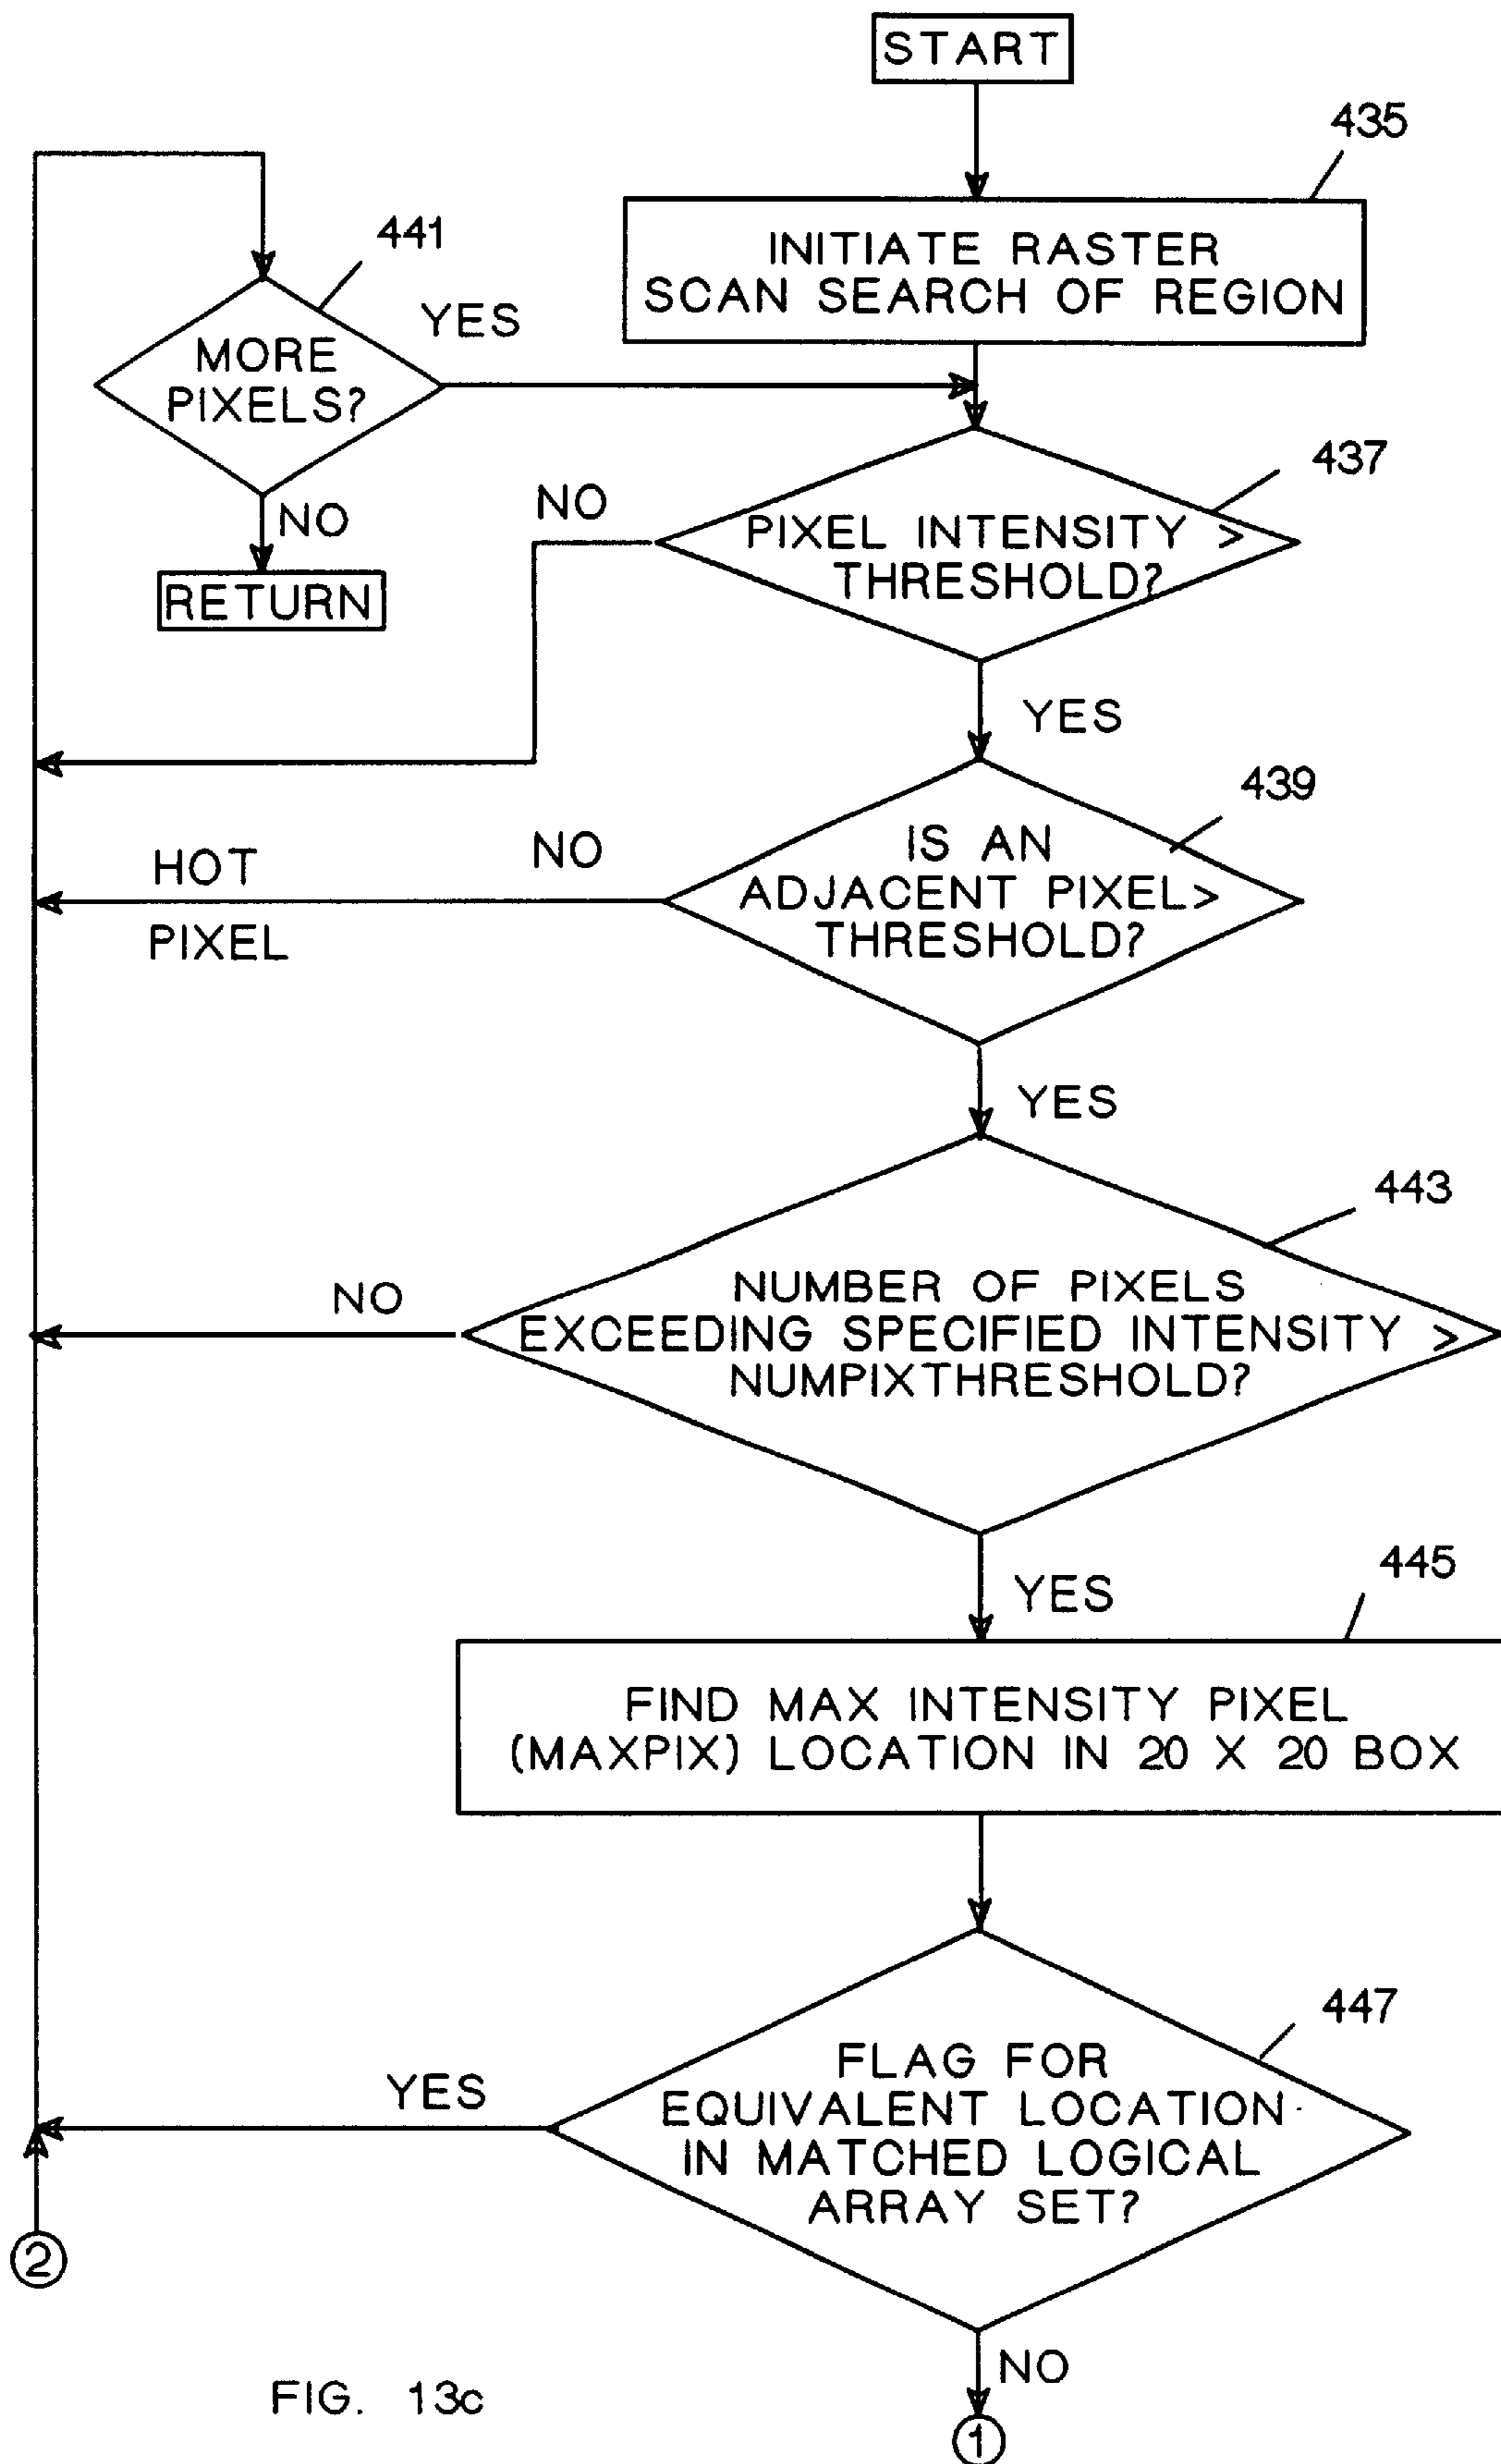 START
435
INITIATE RASTER
SCAN SEARCH OF REGION
441
MORE
PIXELS?
YES
NO
RETURN
437
PIXEL INTENSITY >
THRESHOLD?
NO
YES
439
IS AN
ADJACENT PIXEL>
THRESHOLD?
NO
HOT
PIXEL
YES
443
NUMBER OF PIXELS
EXCEEDING SPECIFIED INTENSITY >
NUMPIXTHRESHOLD?
NO
YES
445
FIND MAX INTENSITY PIXEL
(MAXPIX) LOCATION IN 20 X 20 BOX
447
FLAG FOR
EQUIVALENT LOCATION
IN MATCHED LOGICAL
ARRAY SET?
YES
2
NO
1
FIG. 13c